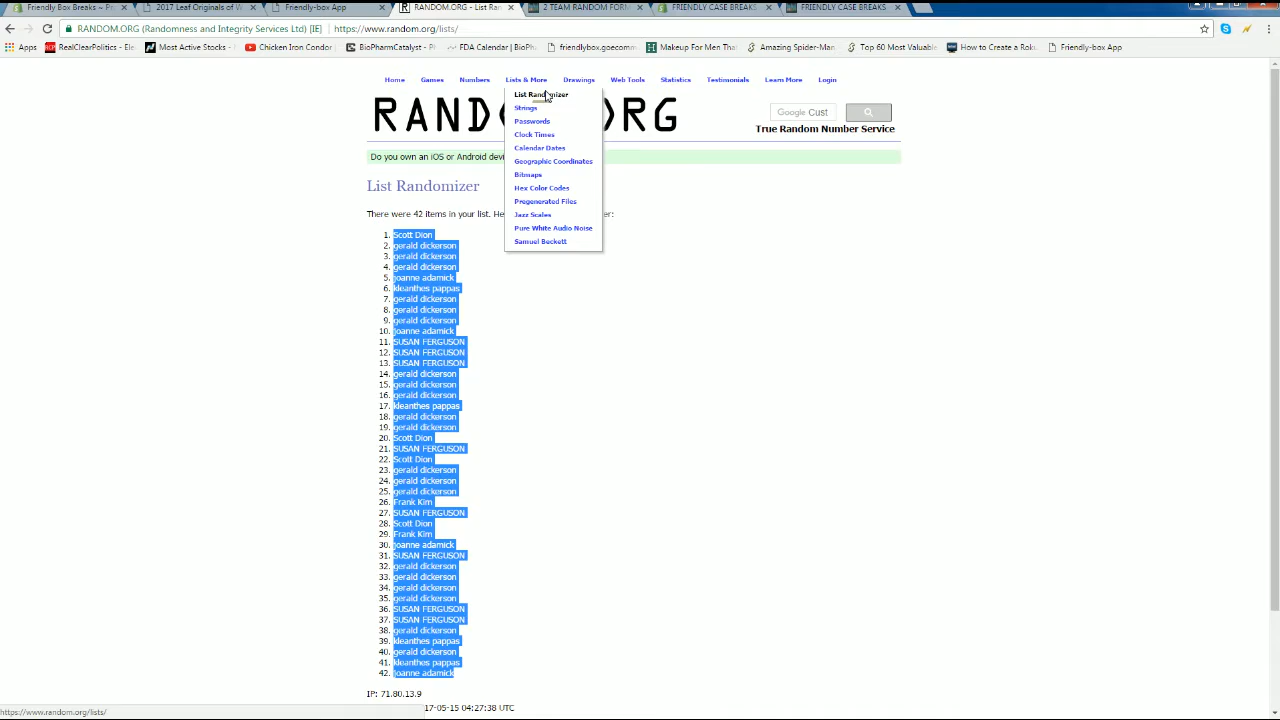 Friendly Box Breaks ~ Pr
2017 Leaf Originals of W
Friendly-box App
RANDOM.ORG - List Ran
2 TEAM RANDOM FORM
FRIENDLY CASE BREAKS
FRIENDLY CASE BREAKS
RANDOM.ORG (Randomness and Integrity Services Ltd) [IE]
https://www.random.org/lists/
Apps
RealClearPolitics - Ele
Most Active Stocks -
Chicken Iron Condor
BioPharmCatalyst - Pr
FDA Calendar | BioPh
friendlybox.goecomm
Makeup For Men That
Amazing Spider-Man
Top 60 Most Valuable
How to Create a Roku
Friendly-box App
Home
Games
Numbers
Lists & More
Drawings
Web Tools
Statistics
Testimonials
Learn More
Login
List Randomizer
Strings
Passwords
Clock Times
Calendar Dates
Geographic Coordinates
Bitmaps
Hex Color Codes
Pregenerated Files
Jazz Scales
Pure White Audio Noise
Samuel Beckett
Google Cust
True Random Number Service
Do you own an iOS or Android devi
List Randomizer
There were 42 items in your list. He
1. Scott Dion
2. gerald dickerson
3. gerald dickerson
4. gerald dickerson
5. joanne adamick
6. kleanthes pappas
7. gerald dickerson
8. gerald dickerson
9. gerald dickerson
10. joanne adamick
11. SUSAN FERGUSON
12. SUSAN FERGUSON
13. SUSAN FERGUSON
14. gerald dickerson
15. gerald dickerson
16. gerald dickerson
17. kleanthes pappas
18. gerald dickerson
19. gerald dickerson
20. Scott Dion
21. SUSAN FERGUSON
22. Scott Dion
23. gerald dickerson
24. gerald dickerson
25. gerald dickerson
26. Frank Kim
27. SUSAN FERGUSON
28. Scott Dion
29. Frank Kim
30. joanne adamick
31. SUSAN FERGUSON
32. gerald dickerson
33. gerald dickerson
34. gerald dickerson
35. gerald dickerson
36. SUSAN FERGUSON
37. SUSAN FERGUSON
38. gerald dickerson
39. kleanthes pappas
40. gerald dickerson
41. kleanthes pappas
42. joanne adamick
IP: 71.80.13.9
17-05-15 04:27:38 UTC
https://www.random.org/lists/